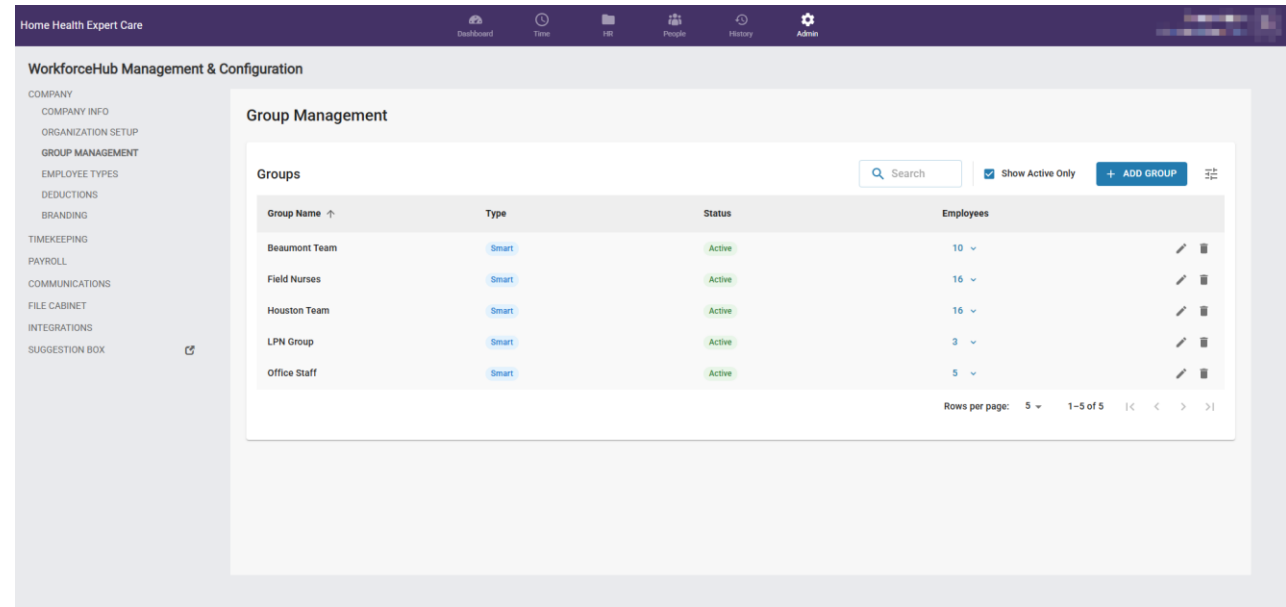 Home Health Expert Care
Dashboard Time HR People History Admin
WorkforceHub Management & Configuration
COMPANY
COMPANY INFO
ORGANIZATION SETUP
GROUP MANAGEMENT
EMPLOYEE TYPES
DEDUCTIONS
BRANDING
TIMEKEEPING
PAYROLL
COMMUNICATIONS
FILE CABINET
INTEGRATIONS
SUGGESTION BOX
Group Management
Groups Search Show Active Only + ADD GROUP
Group Name Type Status Employees
Beaumont Team Smart Active 10
Field Nurses Smart Active 16
Houston Team Smart Active 16
LPN Group Smart Active 3
Office Staff Smart Active 5
Rows per page: 5 1–5 of 5